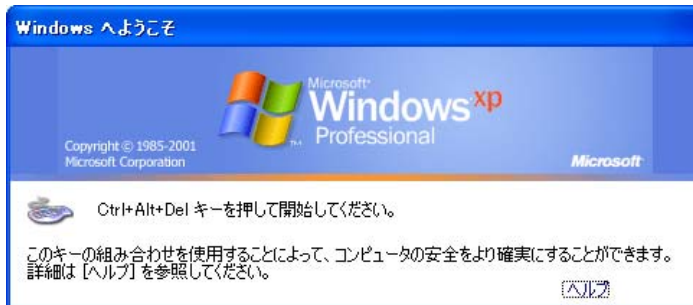 Windows へようこそ
Microsoft
Windows xp
Professional
Copyright © 1985-2001
Microsoft Corporation
Microsoft
Ctrl+Alt+Del キーを押して開始してください。
このキーの組み合わせを使用することによって、コンピュータの安全をより確実にすることができます。
詳細は [ヘルプ] を参照してください。
ヘルプ